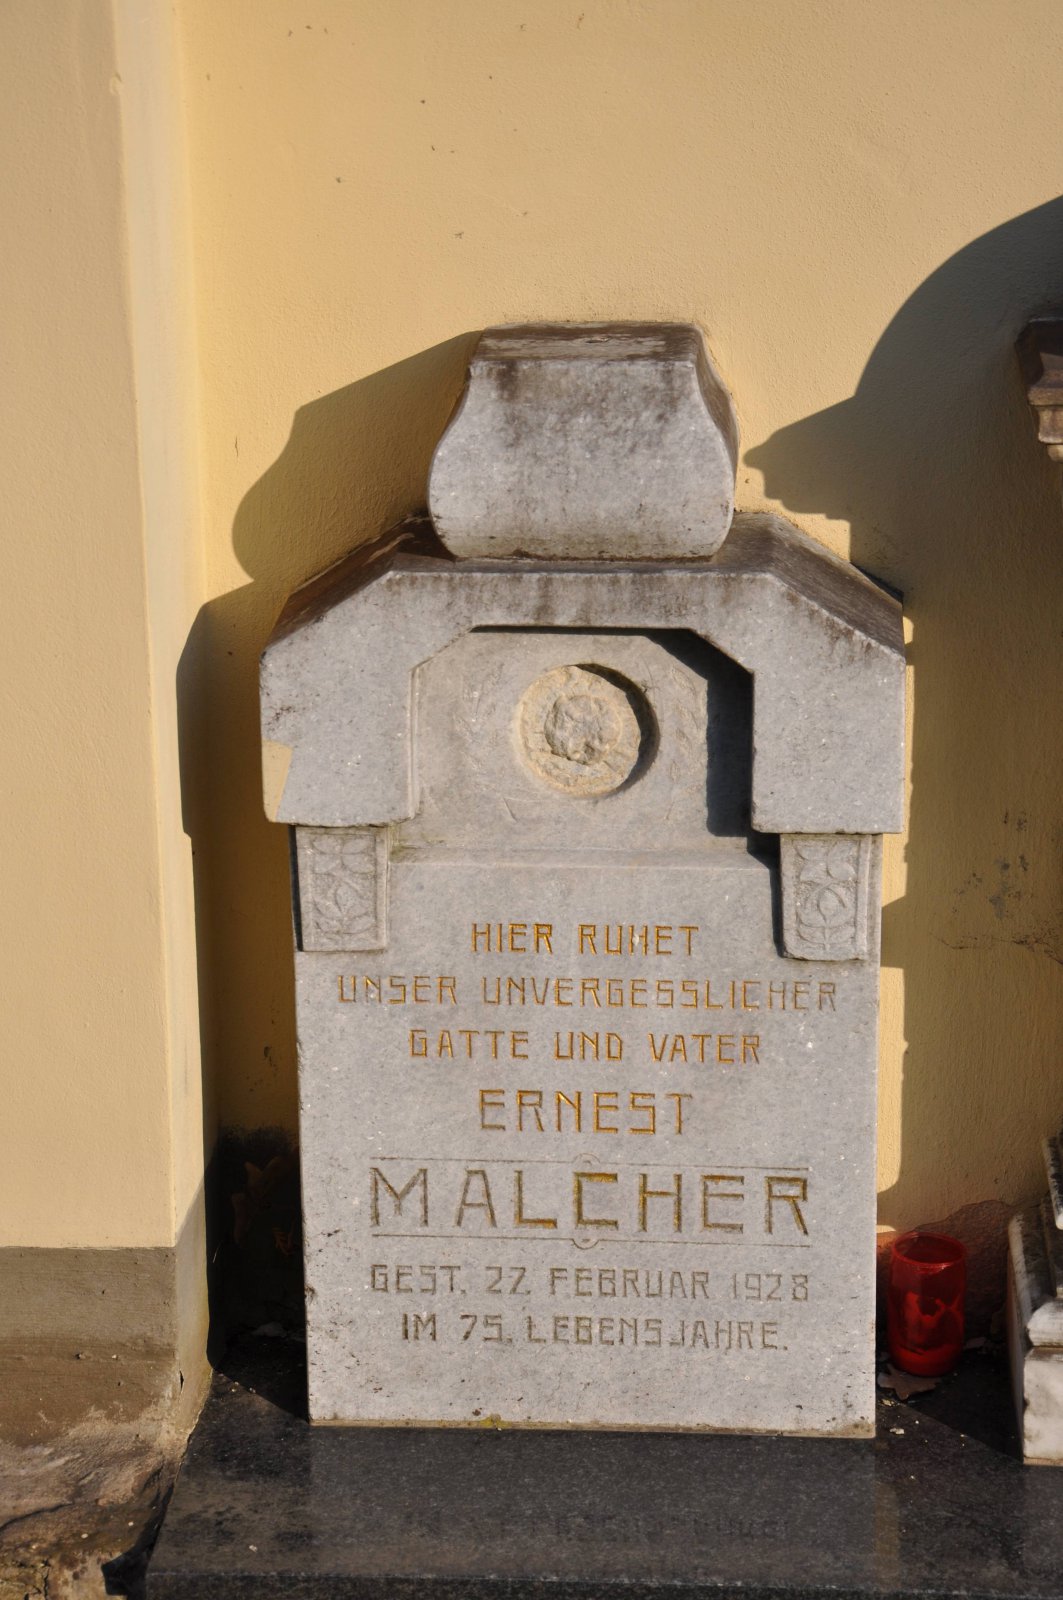 HIER RUHET
UNSER UNVERGESSLICHER
GATTE UND VATER
ERNEST
MALCHER
GEST. 22. FEBRUAR 1928
IM 75. LEBENSJAHRE.